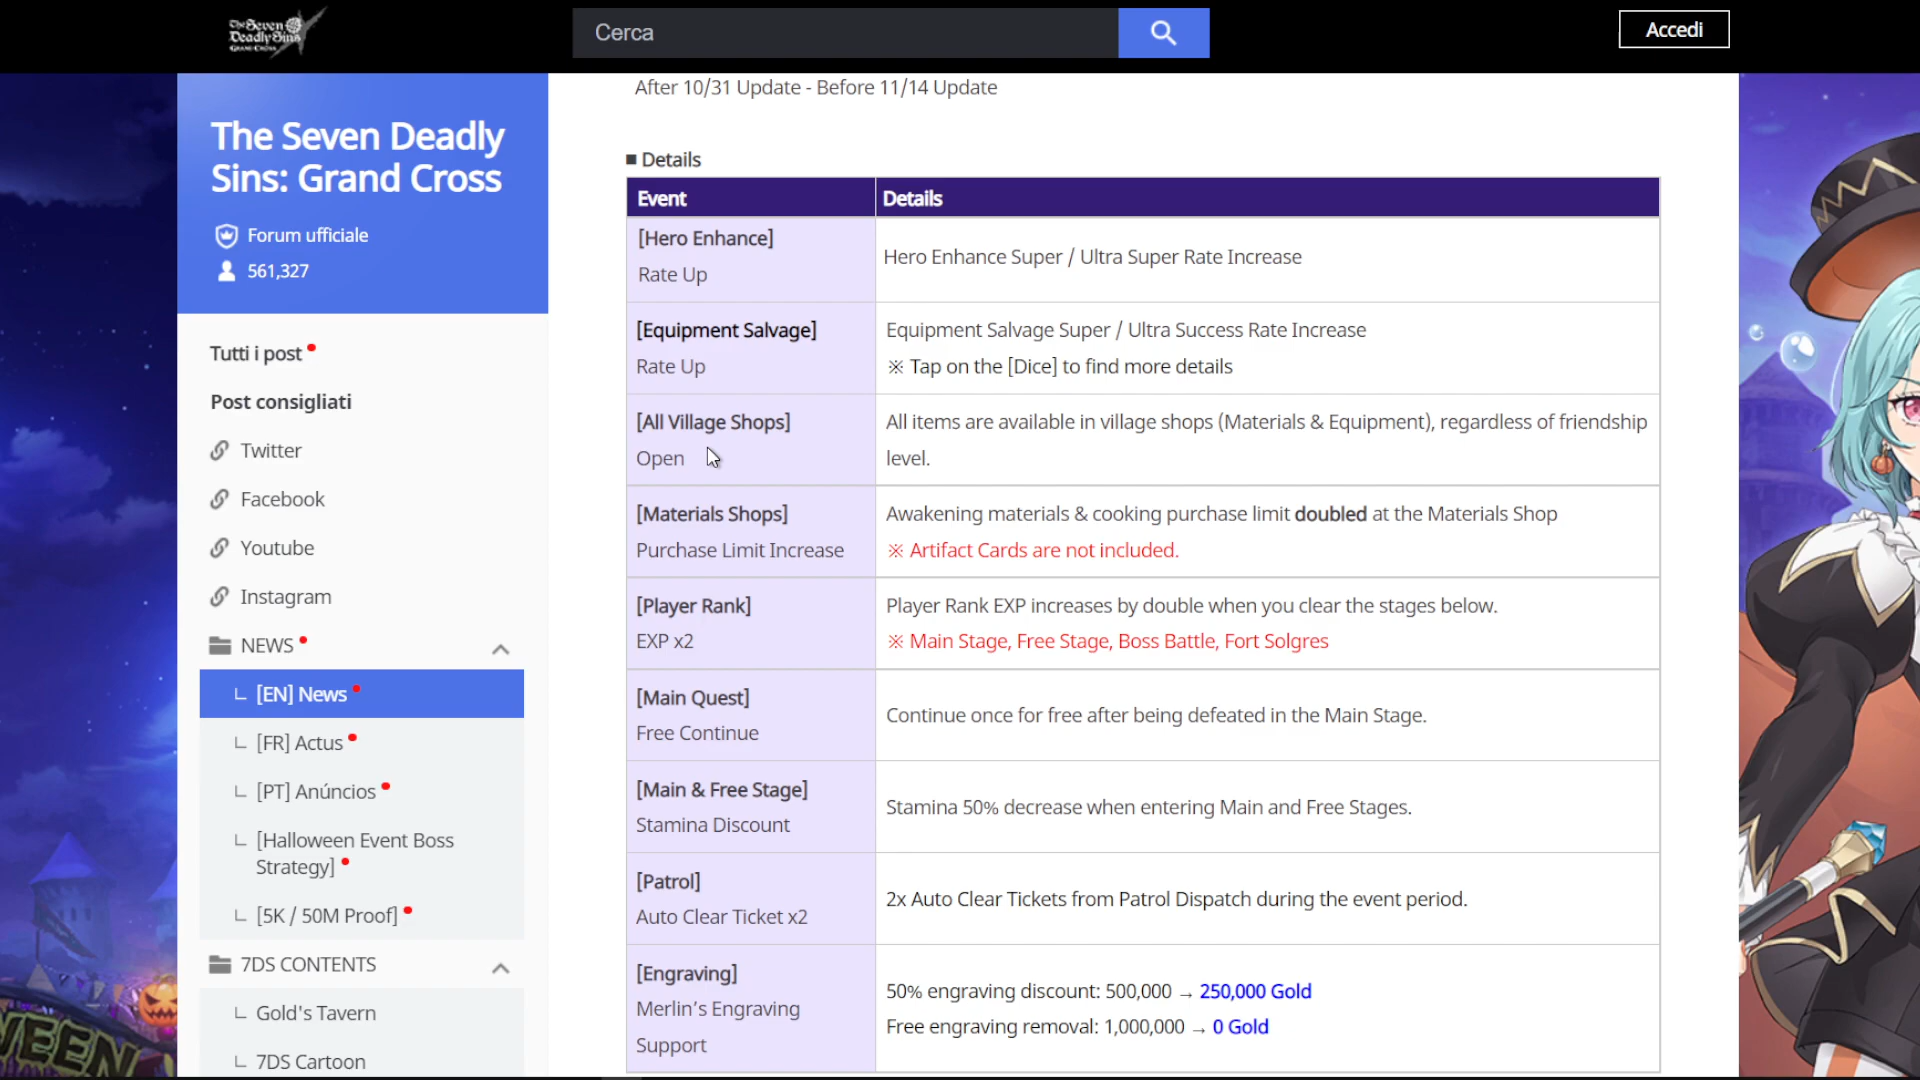 The Seven
Deadly Sins
GRAND CROSS
Cerca
Accedi
The Seven Deadly
Sins: Grand Cross
Forum ufficiale
561,327
Tutti i post
Post consigliati
Twitter
Facebook
Youtube
Instagram
NEWS
[EN] News
[FR] Actus
[PT] Anúncios
[Halloween Event Boss
Strategy]
[5K / 50M Proof]
7DS CONTENTS
Gold's Tavern
7DS Cartoon
After 10/31 Update - Before 11/14 Update
■ Details
Event Details
[Hero Enhance]
Rate Up
Hero Enhance Super / Ultra Super Rate Increase
[Equipment Salvage]
Rate Up
Equipment Salvage Super / Ultra Success Rate Increase
※ Tap on the [Dice] to find more details
[All Village Shops]
Open
All items are available in village shops (Materials & Equipment), regardless of friendship
level.
[Materials Shops]
Purchase Limit Increase
Awakening materials & cooking purchase limit doubled at the Materials Shop
※ Artifact Cards are not included.
[Player Rank]
EXP x2
Player Rank EXP increases by double when you clear the stages below.
※ Main Stage, Free Stage, Boss Battle, Fort Solgres
[Main Quest]
Free Continue
Continue once for free after being defeated in the Main Stage.
[Main & Free Stage]
Stamina Discount
Stamina 50% decrease when entering Main and Free Stages.
[Patrol]
Auto Clear Ticket x2
2x Auto Clear Tickets from Patrol Dispatch during the event period.
[Engraving]
Merlin's Engraving
Support
50% engraving discount: 500,000 → 250,000 Gold
Free engraving removal: 1,000,000 → 0 Gold